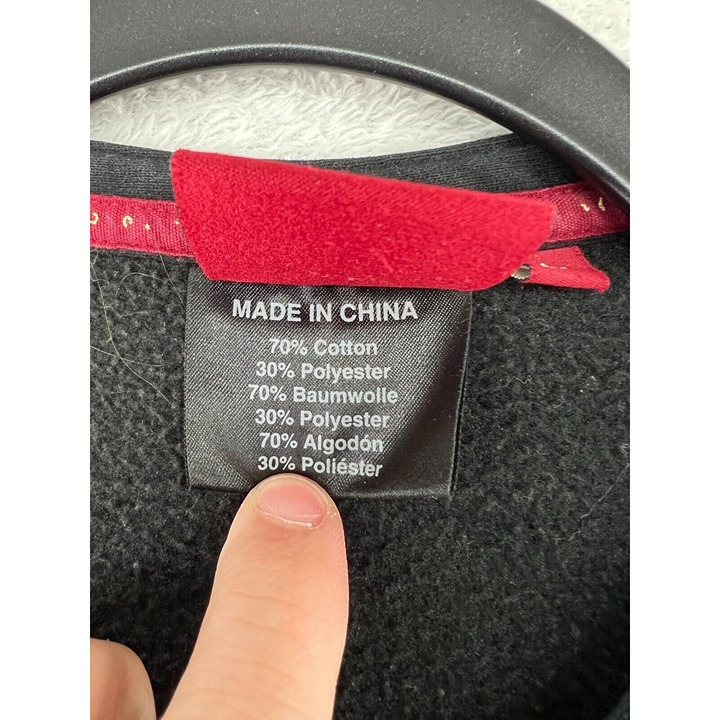 MADE IN CHINA
70% Cotton
30% Polyester
70% Baumwolle
30% Polyester
70% Algodón
30% Poliéster